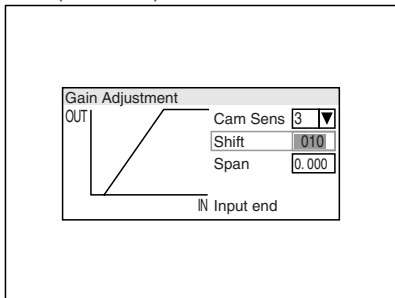 Gain Adjustment
OUT
Cam Sens 3
Shift 010
Span 0.000
IN Input end